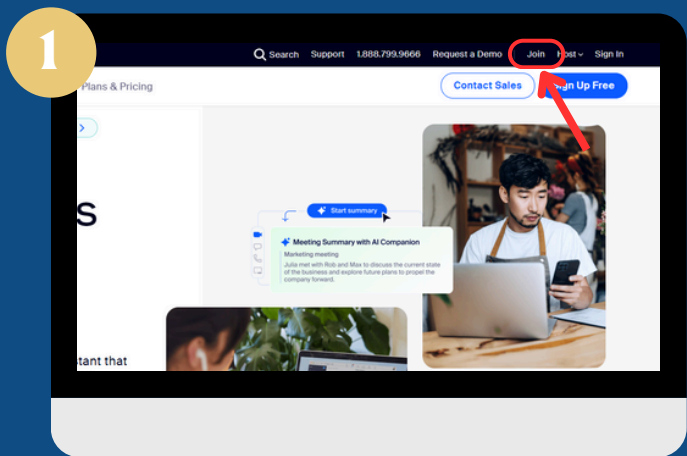 1
Search Support 1.888.799.9666 Request a Demo Join Host Sign In
Plans & Pricing
Contact Sales
Sign Up Free
s
Start summary
Meeting Summary with AI Companion
Marketing meeting
Julia met with Rob and Max to discuss the current state
of the business and explore future plans to propel the
company forward.
stant that